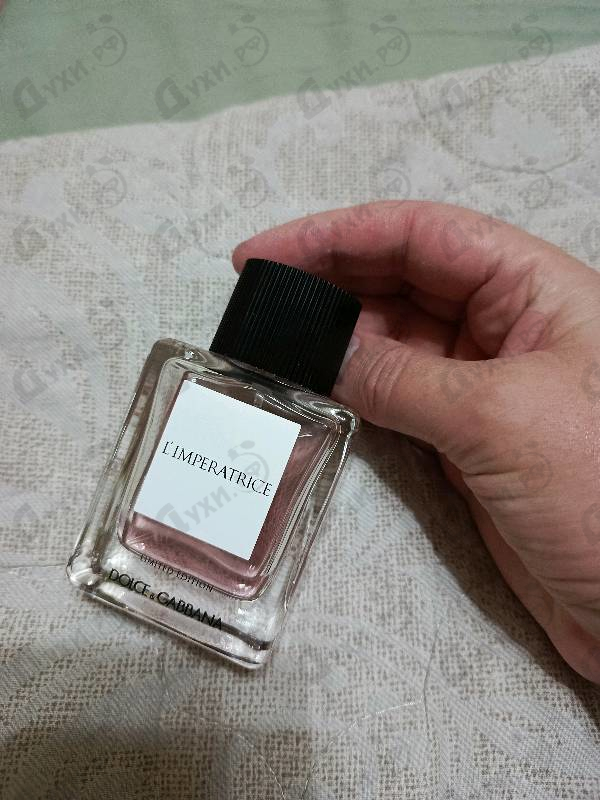 Духи.РФ
L'IMPERATRICE
LIMITED EDITION
DOLCE & GABBANA